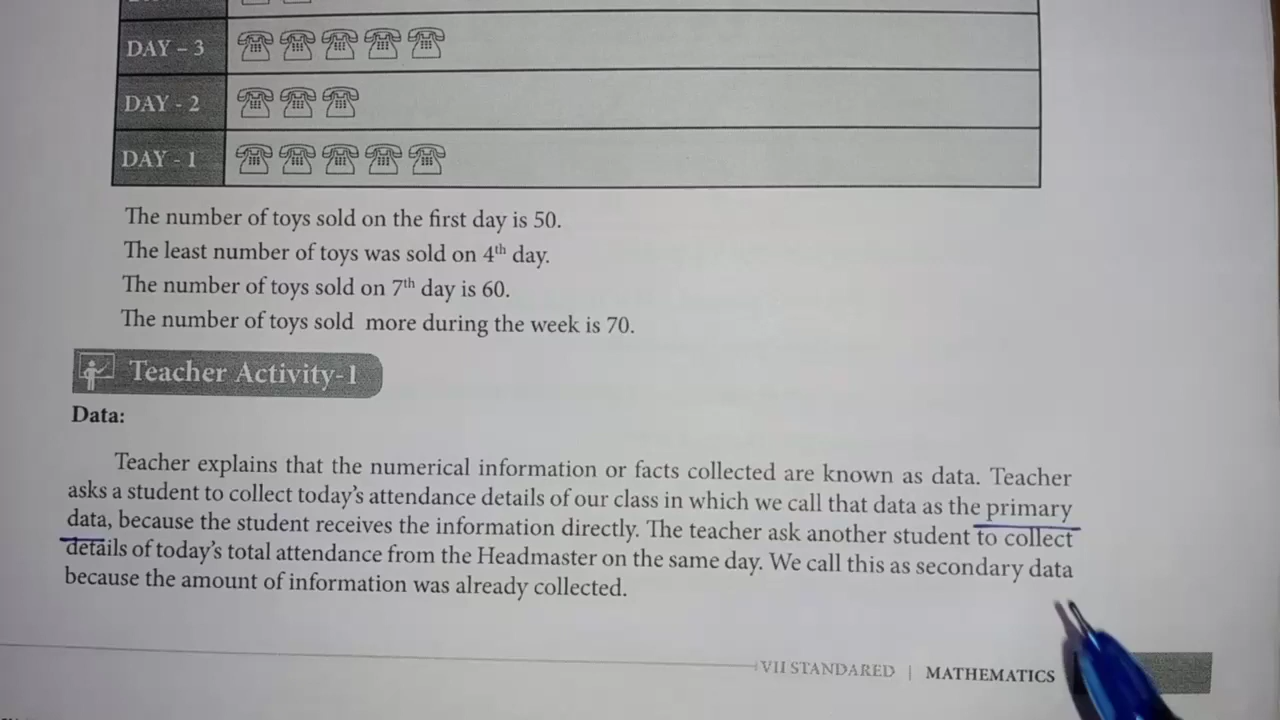 DAY – 3
DAY - 2
DAY - 1
The number of toys sold on the first day is 50.
The least number of toys was sold on 4th day.
The number of toys sold on 7th day is 60.
The number of toys sold more during the week is 70.
Teacher Activity-1
Data:
Teacher explains that the numerical information or facts collected are known as data. Teacher
asks a student to collect today's attendance details of our class in which we call that data as the primary
data, because the student receives the information directly. The teacher ask another student to collect
details of today's total attendance from the Headmaster on the same day. We call this as secondary data
because the amount of information was already collected.
VII STANDARED | MATHEMATICS